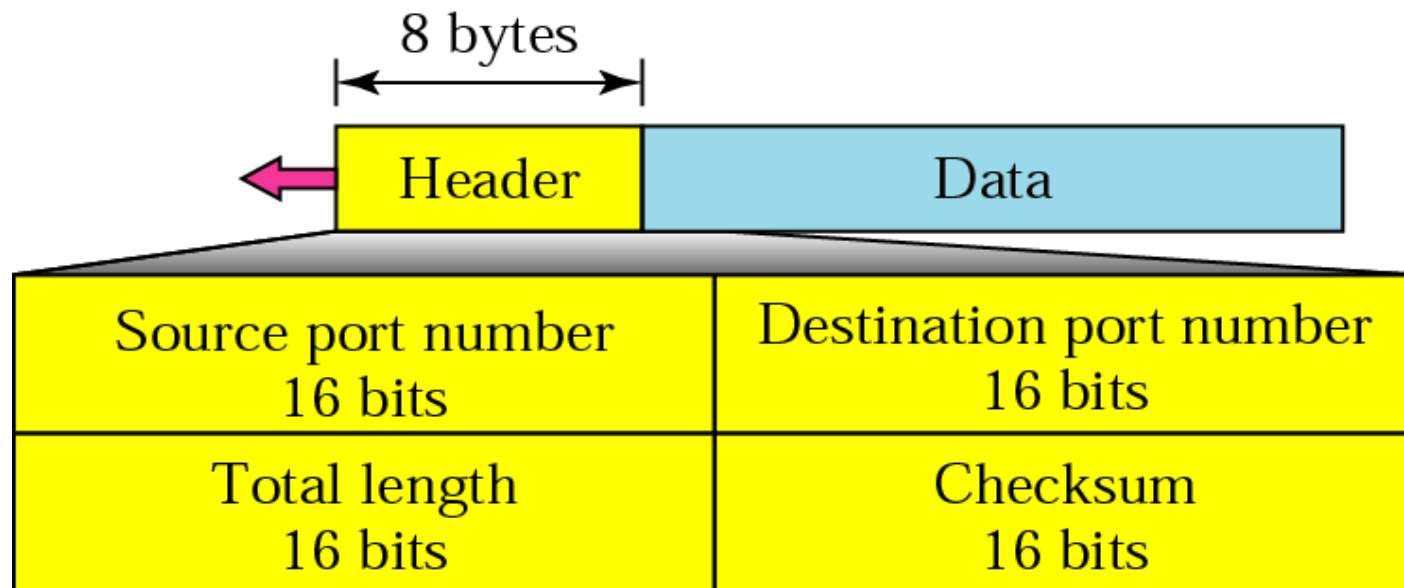 8 bytes
Header
Data
Source port number
16 bits
Destination port number
16 bits
Total length
16 bits
Checksum
16 bits